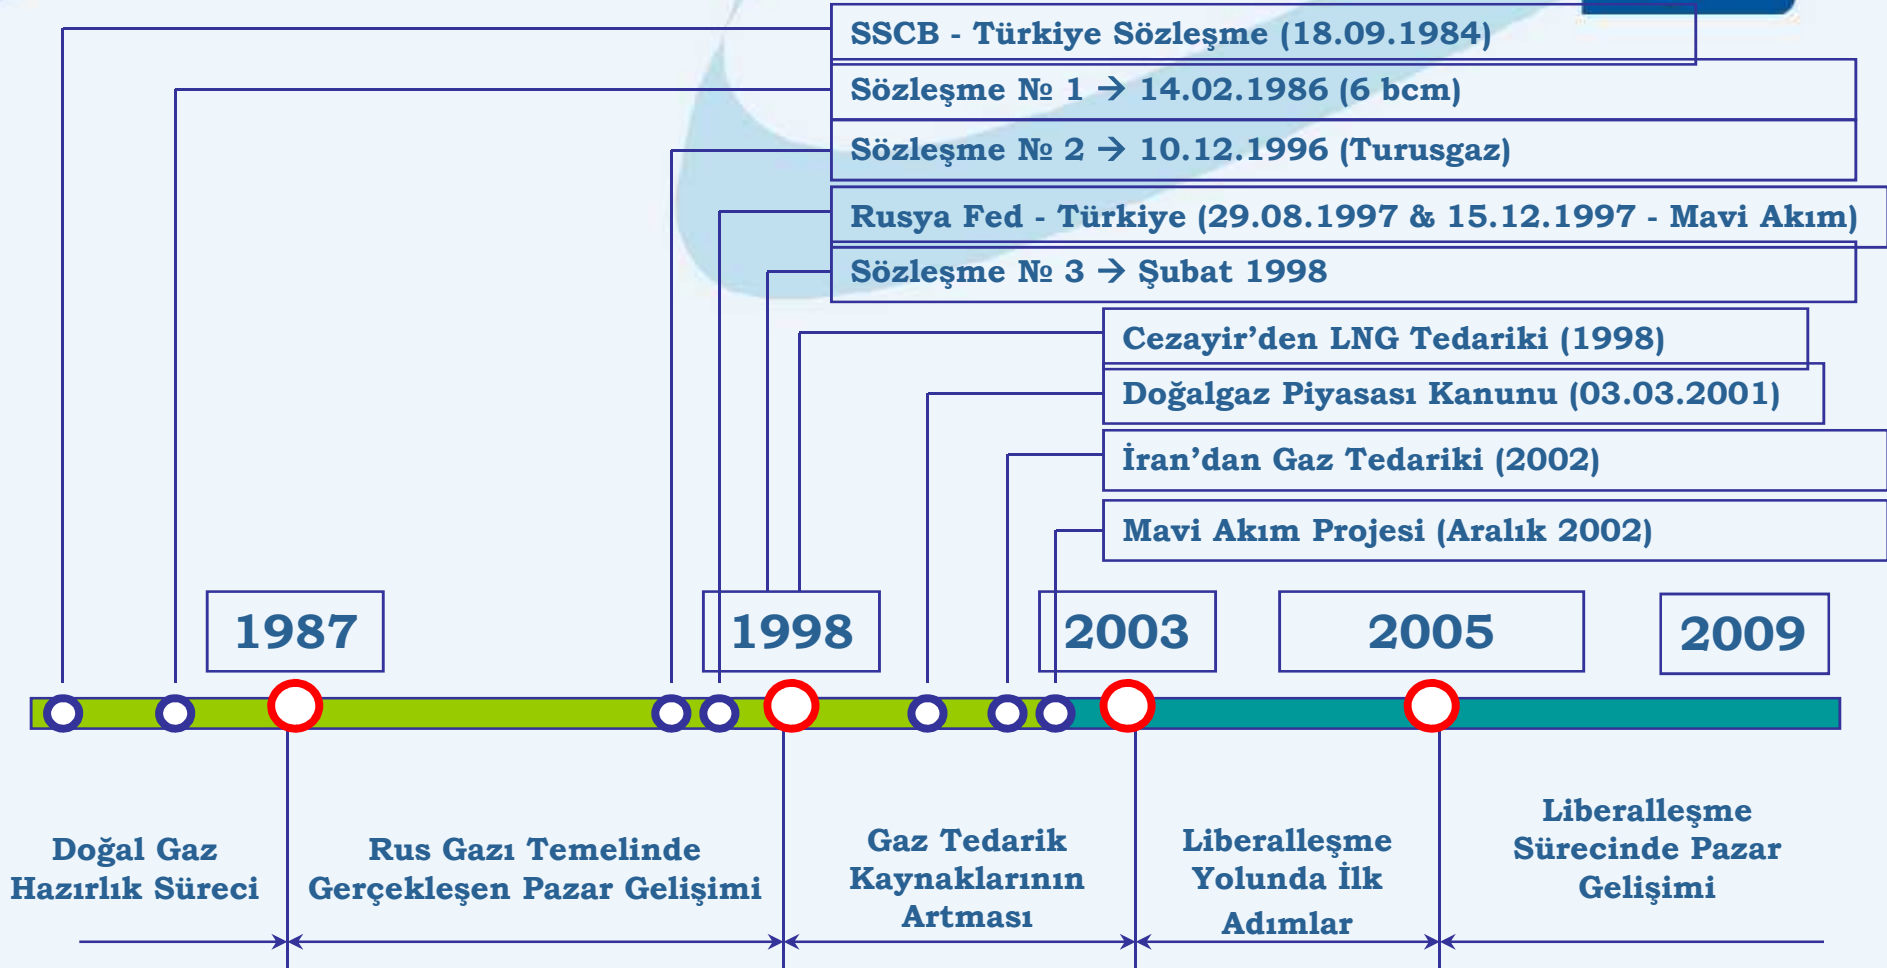 SSCB - Türkiye Sözleşme (18.09.1984)
Sözleşme № 1 → 14.02.1986 (6 bcm)
Sözleşme № 2 → 10.12.1996 (Turusgaz)
Rusya Fed - Türkiye (29.08.1997 & 15.12.1997 - Mavi Akım)
Sözleşme № 3 → Şubat 1998
Cezayir’den LNG Tedariki (1998)
Doğalgaz Piyasası Kanunu (03.03.2001)
İran’dan Gaz Tedariki (2002)
Mavi Akım Projesi (Aralık 2002)
1987
1998
2003
2005
2009
Doğal Gaz
Hazırlık Süreci
Rus Gazı Temelinde
Gerçekleşen Pazar Gelişimi
Gaz Tedarik
Kaynaklarının
Artması
Liberalleşme
Yolunda İlk
Adımlar
Liberalleşme
Sürecinde Pazar
Gelişimi